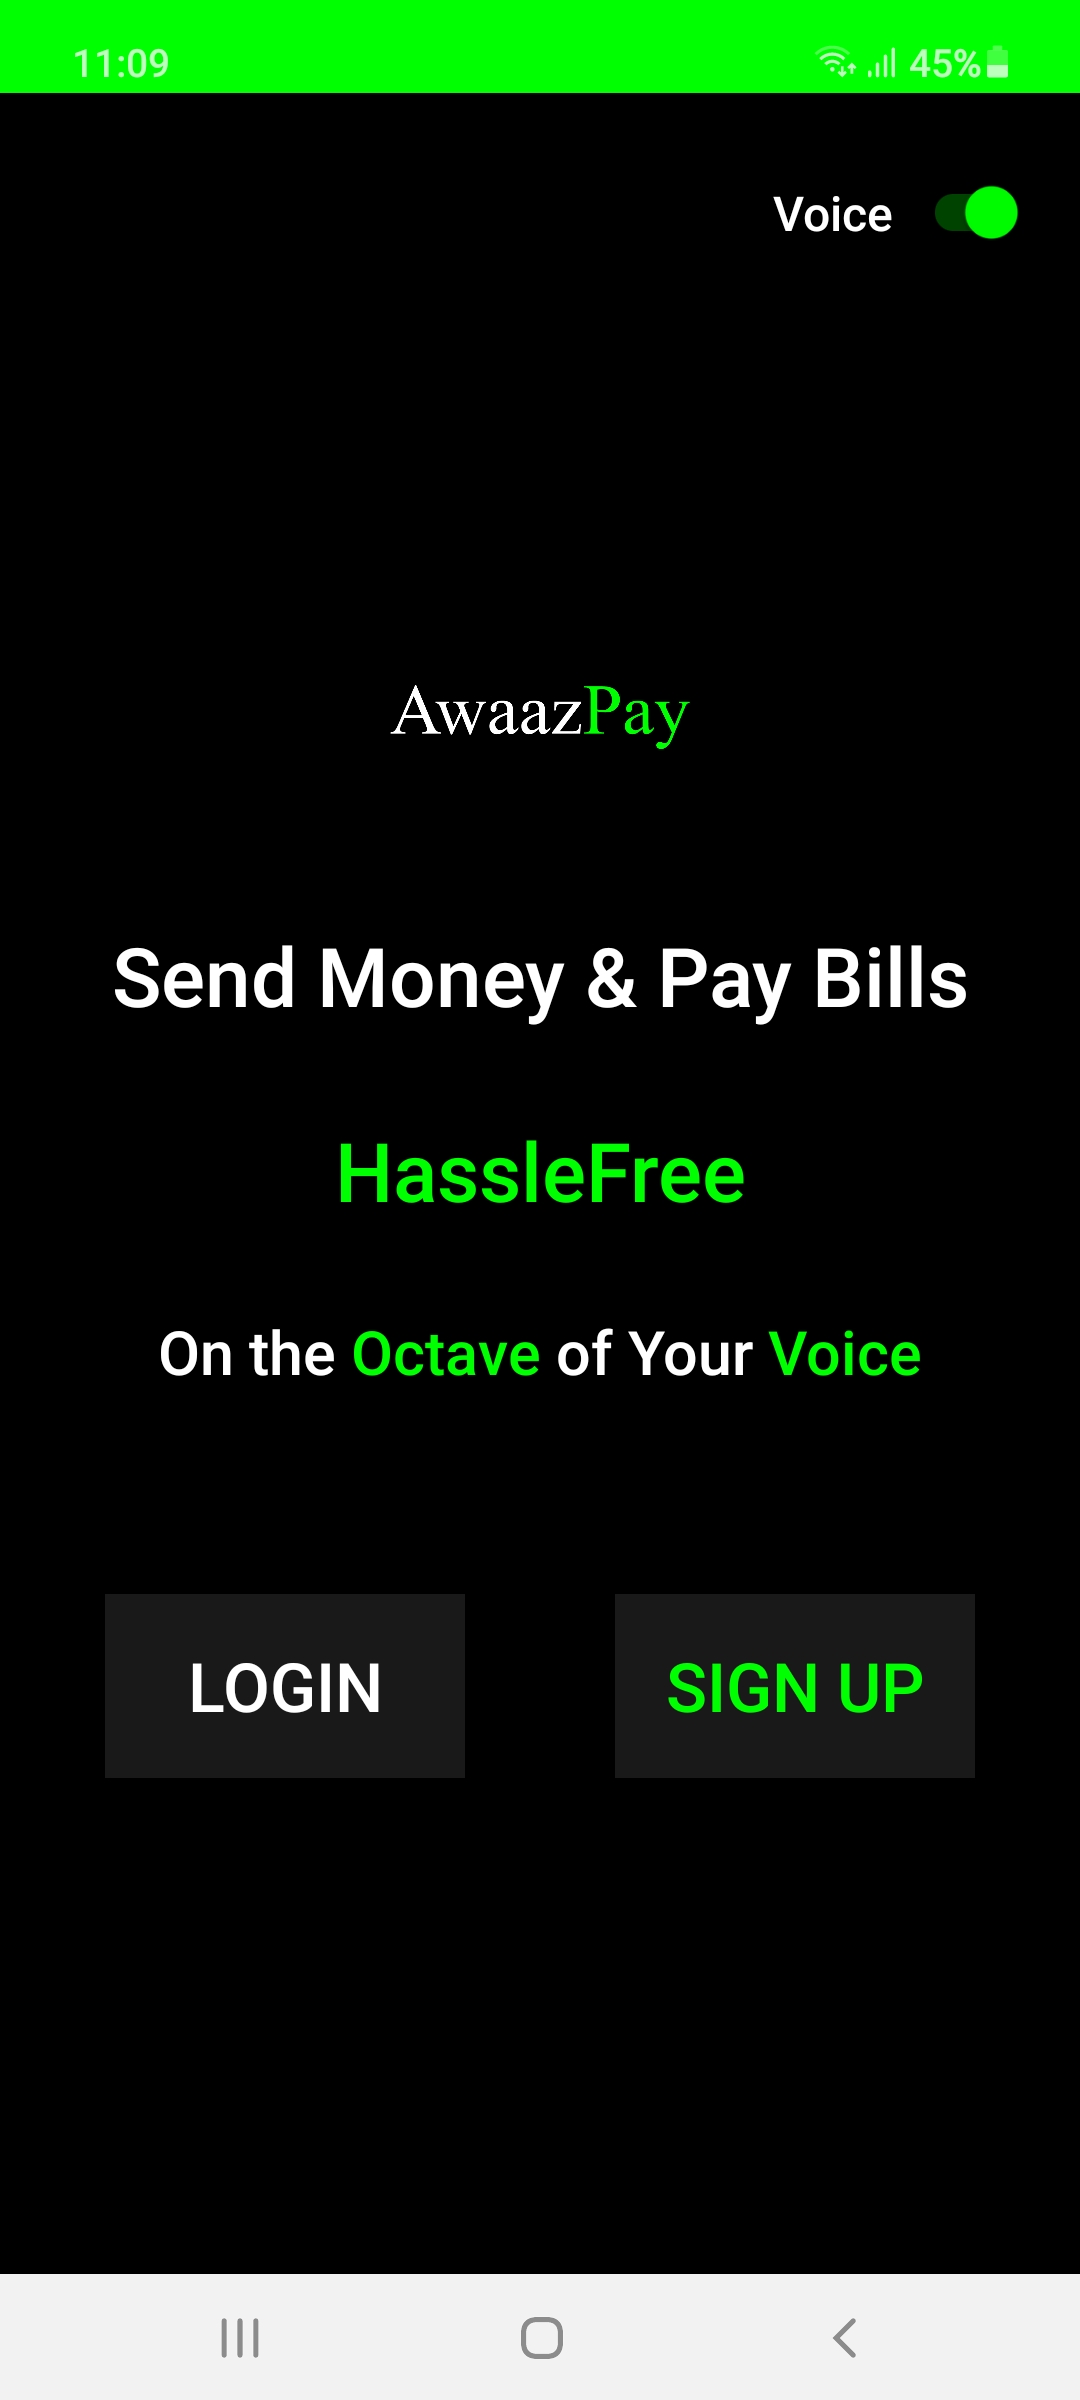 11:09 45%
Voice
AwaazPay
Send Money & Pay Bills
HassleFree
On the Octave of Your Voice
LOGIN SIGN UP